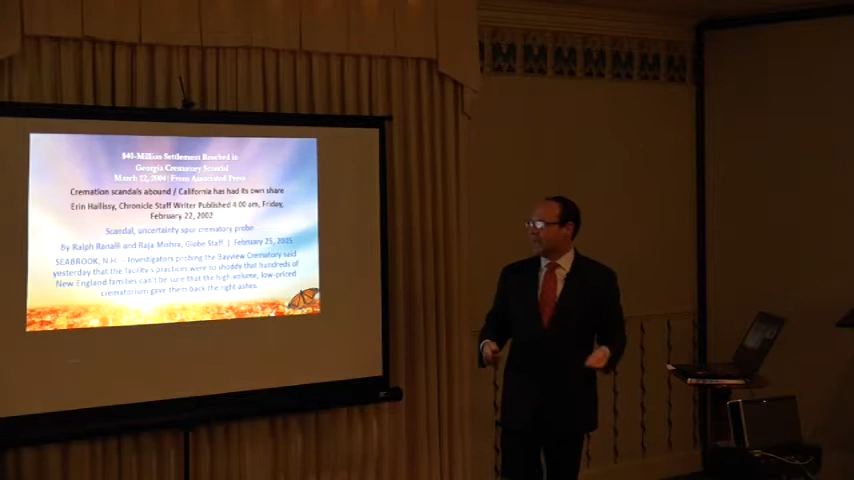 $40-Million Settlement Reached in
Georgia Crematory Scandal
March 12, 2004 | From Associated Press
Cremation scandals abound / California has had its own share
Erin Hallissy, Chronicle Staff Writer Published 4:00 am, Friday,
February 22, 2002
Scandal, uncertainty spur crematory probe
By Ralph Ranalli and Raja Mishra, Globe Staff | February 25, 2005
SEABROOK, N.H. -- Investigators probing the Bayview Crematory said
yesterday that the facility's practices were so shoddy that hundreds of
New England families can't be sure that the high-volume, low-priced
crematorium gave them back the right ashes.